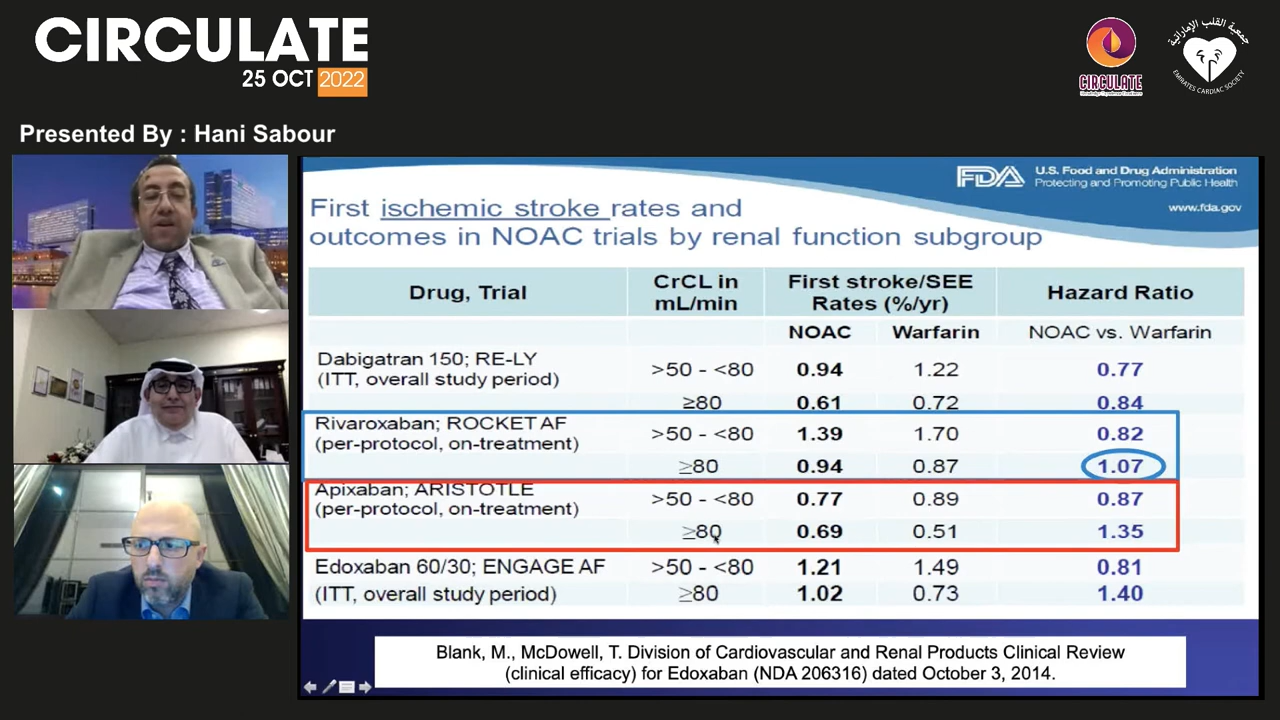 CIRCULATE
25 OCT 2022
CIRCULATE
جمعية القلب الإماراتية
EMIRATES CARDIAC SOCIETY
Presented By : Hani Sabour
FDA U.S. Food and Drug Administration
Protecting and Promoting Public Health
www.fda.gov
First ischemic stroke rates and
outcomes in NOAC trials by renal function subgroup
Drug, Trial CrCL in mL/min First stroke/SEE Rates (%/yr) Hazard Ratio
NOAC Warfarin NOAC vs. Warfarin
Dabigatran 150; RE-LY
(ITT, overall study period) >50 - <80 0.94 1.22 0.77
≥80 0.61 0.72 0.84
Rivaroxaban; ROCKET AF
(per-protocol, on-treatment) >50 - <80 1.39 1.70 0.82
≥80 0.94 0.87 1.07
Apixaban; ARISTOTLE
(per-protocol, on-treatment) >50 - <80 0.77 0.89 0.87
≥80 0.69 0.51 1.35
Edoxaban 60/30; ENGAGE AF >50 - <80 1.21 1.49 0.81
(ITT, overall study period) ≥80 1.02 0.73 1.40
Blank, M., McDowell, T. Division of Cardiovascular and Renal Products Clinical Review
(clinical efficacy) for Edoxaban (NDA 206316) dated October 3, 2014.